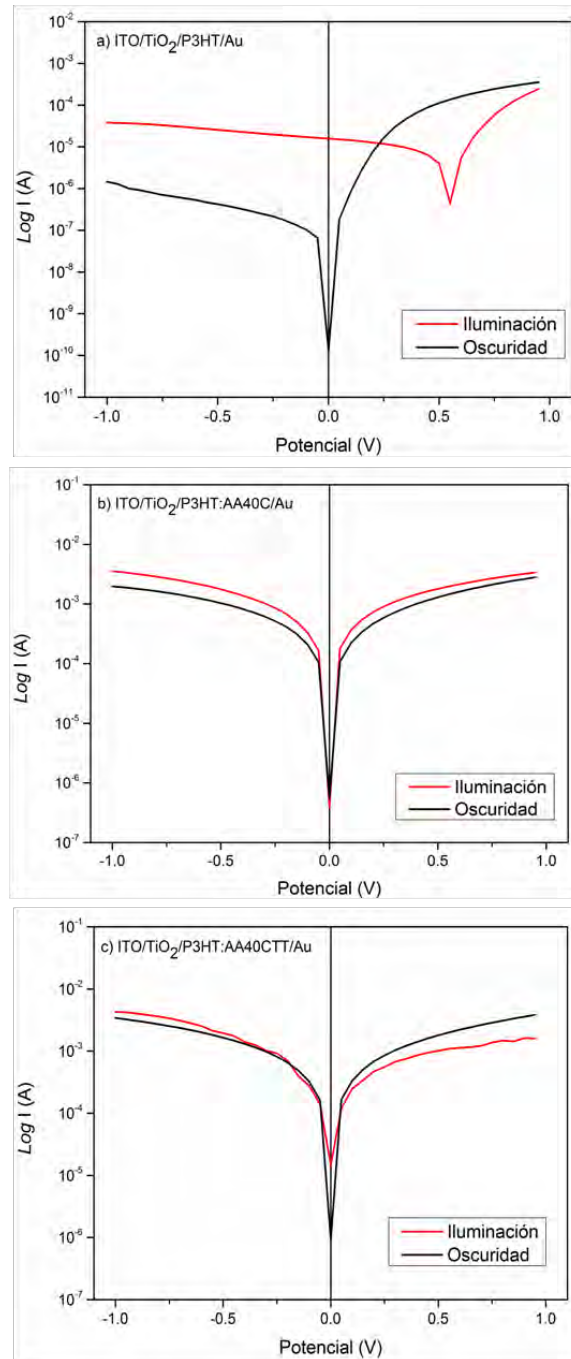 a) ITO/TiO₂/P3HT/Au
10⁻²
10⁻³
10⁻⁴
10⁻⁵
10⁻⁶
10⁻⁷
10⁻⁸
10⁻⁹
10⁻¹⁰
10⁻¹¹
Log I (A)
Iluminación
Oscuridad
-1.0
-0.5
0.0
0.5
1.0
Potencial (V)
b) ITO/TiO₂/P3HT:AA40C/Au
10⁻¹
10⁻²
10⁻³
10⁻⁴
10⁻⁵
10⁻⁶
10⁻⁷
Log I (A)
Iluminación
Oscuridad
-1.0
-0.5
0.0
0.5
1.0
Potencial (V)
c) ITO/TiO₂/P3HT:AA40CTT/Au
10⁻¹
10⁻²
10⁻³
10⁻⁴
10⁻⁵
10⁻⁶
10⁻⁷
Log I (A)
Iluminación
Oscuridad
-1.0
-0.5
0.0
0.5
1.0
Potencial (V)